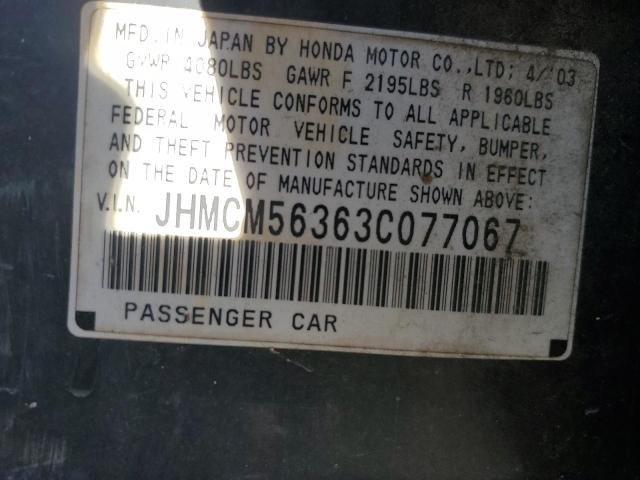 MFD. IN JAPAN BY HONDA MOTOR CO.,LTD; 4/'03
GVWR 4080LBS GAWR F 2195LBS R 1960LBS
THIS VEHICLE CONFORMS TO ALL APPLICABLE
FEDERAL MOTOR VEHICLE SAFETY, BUMPER,
AND THEFT PREVENTION STANDARDS IN EFFECT
ON THE DATE OF MANUFACTURE SHOWN ABOVE:
V.I.N. JHMCM56363C077067
PASSENGER CAR